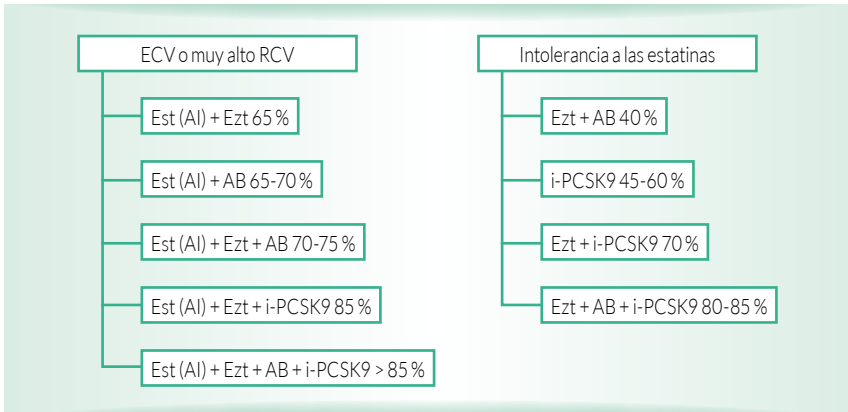 ECV o muy alto RCV
Est (AI) + Ezt 65 %
Est (AI) + AB 65-70 %
Est (AI) + Ezt + AB 70-75 %
Est (AI) + Ezt + i-PCSK9 85 %
Est (AI) + Ezt + AB + i-PCSK9 > 85 %
Intolerancia a las estatinas
Ezt + AB 40 %
i-PCSK9 45-60 %
Ezt + i-PCSK9 70 %
Ezt + AB + i-PCSK9 80-85 %